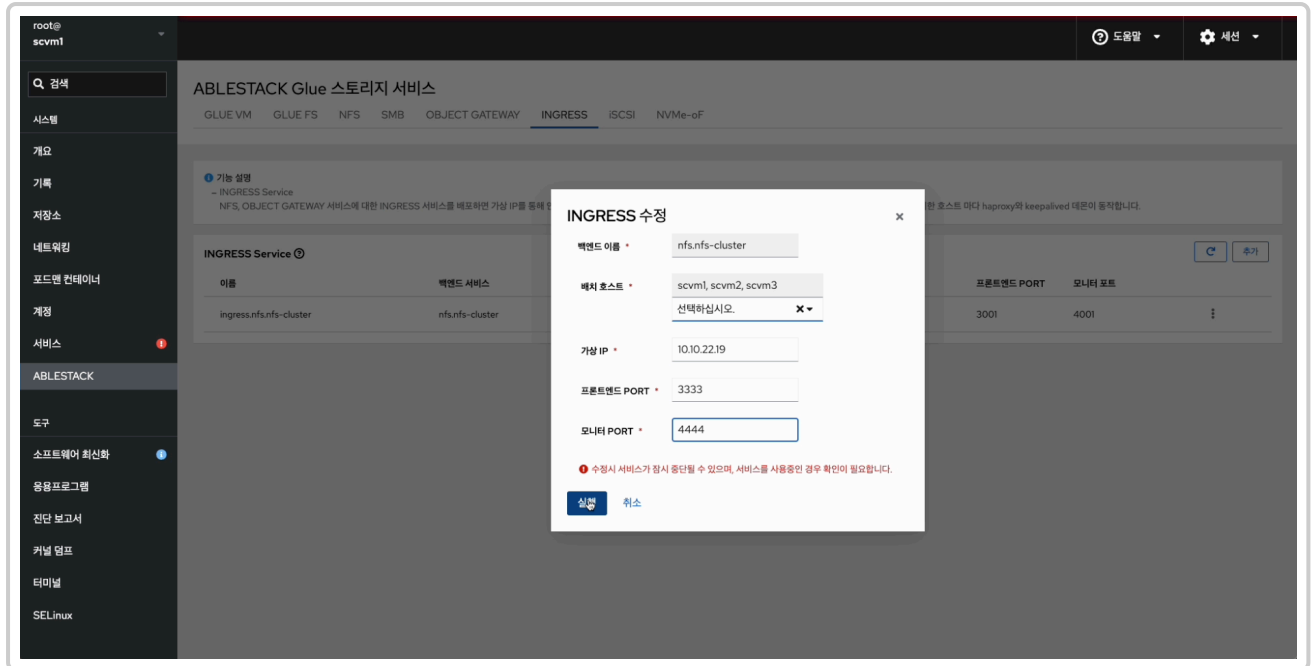 root@
scvm1
도움말
세션
검색
시스템
개요
기록
저장소
네트워킹
포드맨 컨테이너
계정
서비스
ABLESTACK
도구
소프트웨어 최신화
응용프로그램
진단 보고서
커널 덤프
터미널
SELinux
ABLESTACK Glue 스토리지 서비스
GLUE VM GLUE FS NFS SMB OBJECT GATEWAY INGRESS iSCSI NVMe-oF
기능 설명
– INGRESS Service
NFS, OBJECT GATEWAY 서비스에 대한 INGRESS 서비스를 배포하면 가상 IP를 통해
한 호스트 마다 haproxy와 keepalived 데몬이 동작합니다.
INGRESS Service
추가
이름 백엔드 서비스 프론트엔드 PORT 모니터 포트
ingress.nfs.nfs-cluster nfs.nfs-cluster 3001 4001
INGRESS 수정
백엔드 이름 * nfs.nfs-cluster
배치 호스트 * scvm1, scvm2, scvm3
선택하십시오.
가상 IP * 10.10.22.19
프론트엔드 PORT * 3333
모니터 PORT * 4444
수정시 서비스가 잠시 중단될 수 있으며, 서비스를 사용중인 경우 확인이 필요합니다.
실행 취소